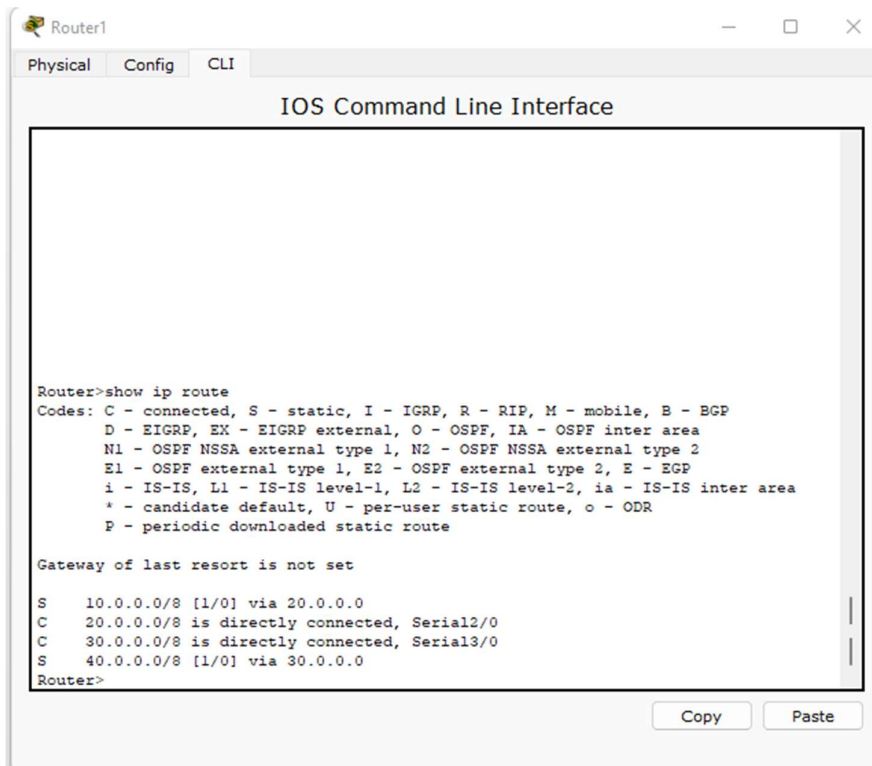 Router1
Physical Config CLI
IOS Command Line Interface
Router>show ip route
Codes: C - connected, S - static, I - IGRP, R - RIP, M - mobile, B - BGP
D - EIGRP, EX - EIGRP external, O - OSPF, IA - OSPF inter area
N1 - OSPF NSSA external type 1, N2 - OSPF NSSA external type 2
E1 - OSPF external type 1, E2 - OSPF external type 2, E - EGP
i - IS-IS, L1 - IS-IS level-1, L2 - IS-IS level-2, ia - IS-IS inter area
* - candidate default, U - per-user static route, o - ODR
P - periodic downloaded static route
Gateway of last resort is not set
S 10.0.0.0/8 [1/0] via 20.0.0.0
C 20.0.0.0/8 is directly connected, Serial2/0
C 30.0.0.0/8 is directly connected, Serial3/0
S 40.0.0.0/8 [1/0] via 30.0.0.0
Router>
Copy Paste